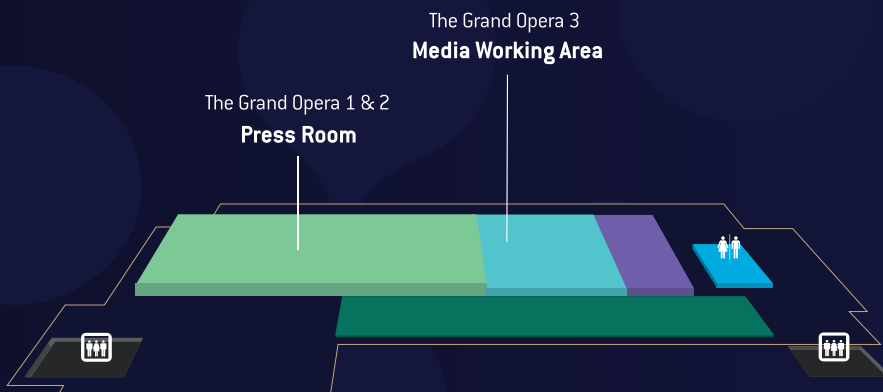 The Grand Opera 3
Media Working Area
The Grand Opera 1 & 2
Press Room